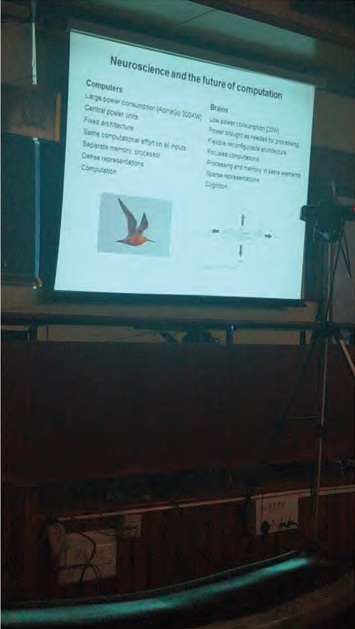 Neuroscience and the future of computation
Computers
Large power consumption [AlphaGo 300kW]
Central power units
Fixed architecture
Same computational effort on all inputs
Separate memory processor
Dense representations
Computation
Brains
Low power consumption [20W]
Power brought as needed for processing
Flexible reconfigurable architecture
Focused computations
Processing and memory in same elements
Sparse representations
Cognition